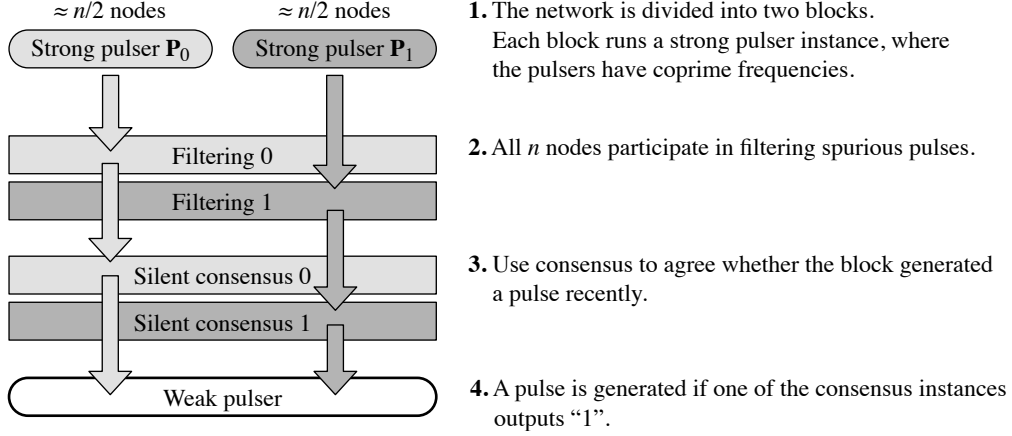 ≈ n/2 nodes
≈ n/2 nodes
Strong pulser P₀
Strong pulser P₁
Filtering 0
Filtering 1
Silent consensus 0
Silent consensus 1
Weak pulser
1. The network is divided into two blocks.
Each block runs a strong pulser instance, where
the pulsers have coprime frequencies.
2. All n nodes participate in filtering spurious pulses.
3. Use consensus to agree whether the block generated
a pulse recently.
4. A pulse is generated if one of the consensus instances
outputs “1”.